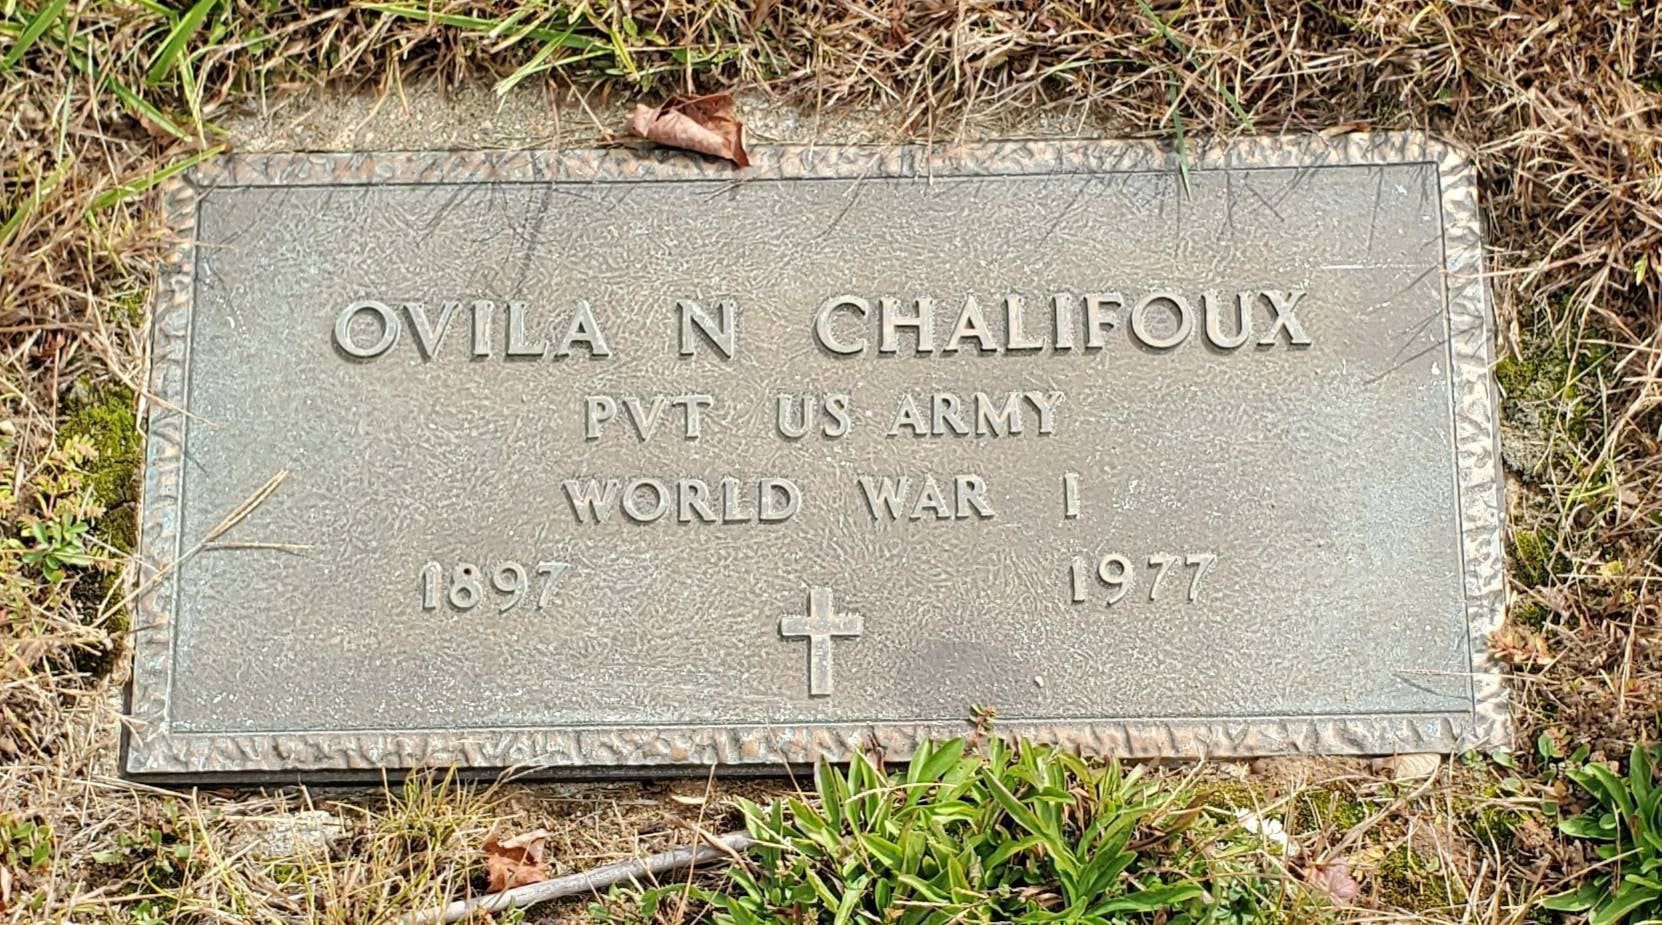 OVILA N CHALIFOUX
PVT US ARMY
WORLD WAR I
1897 1977